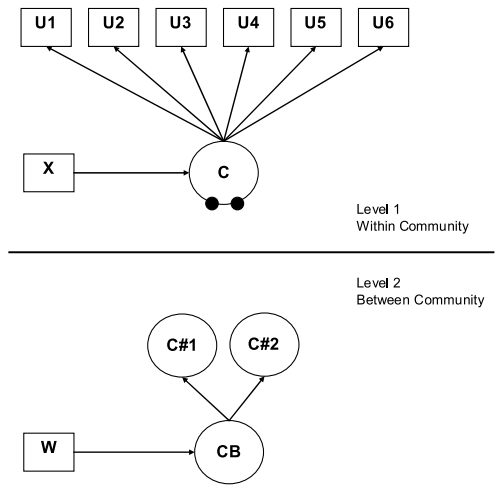 U1 U2 U3 U4 U5 U6
X
C
Level 1
Within Community
Level 2
Between Community
C#1 C#2
W
CB